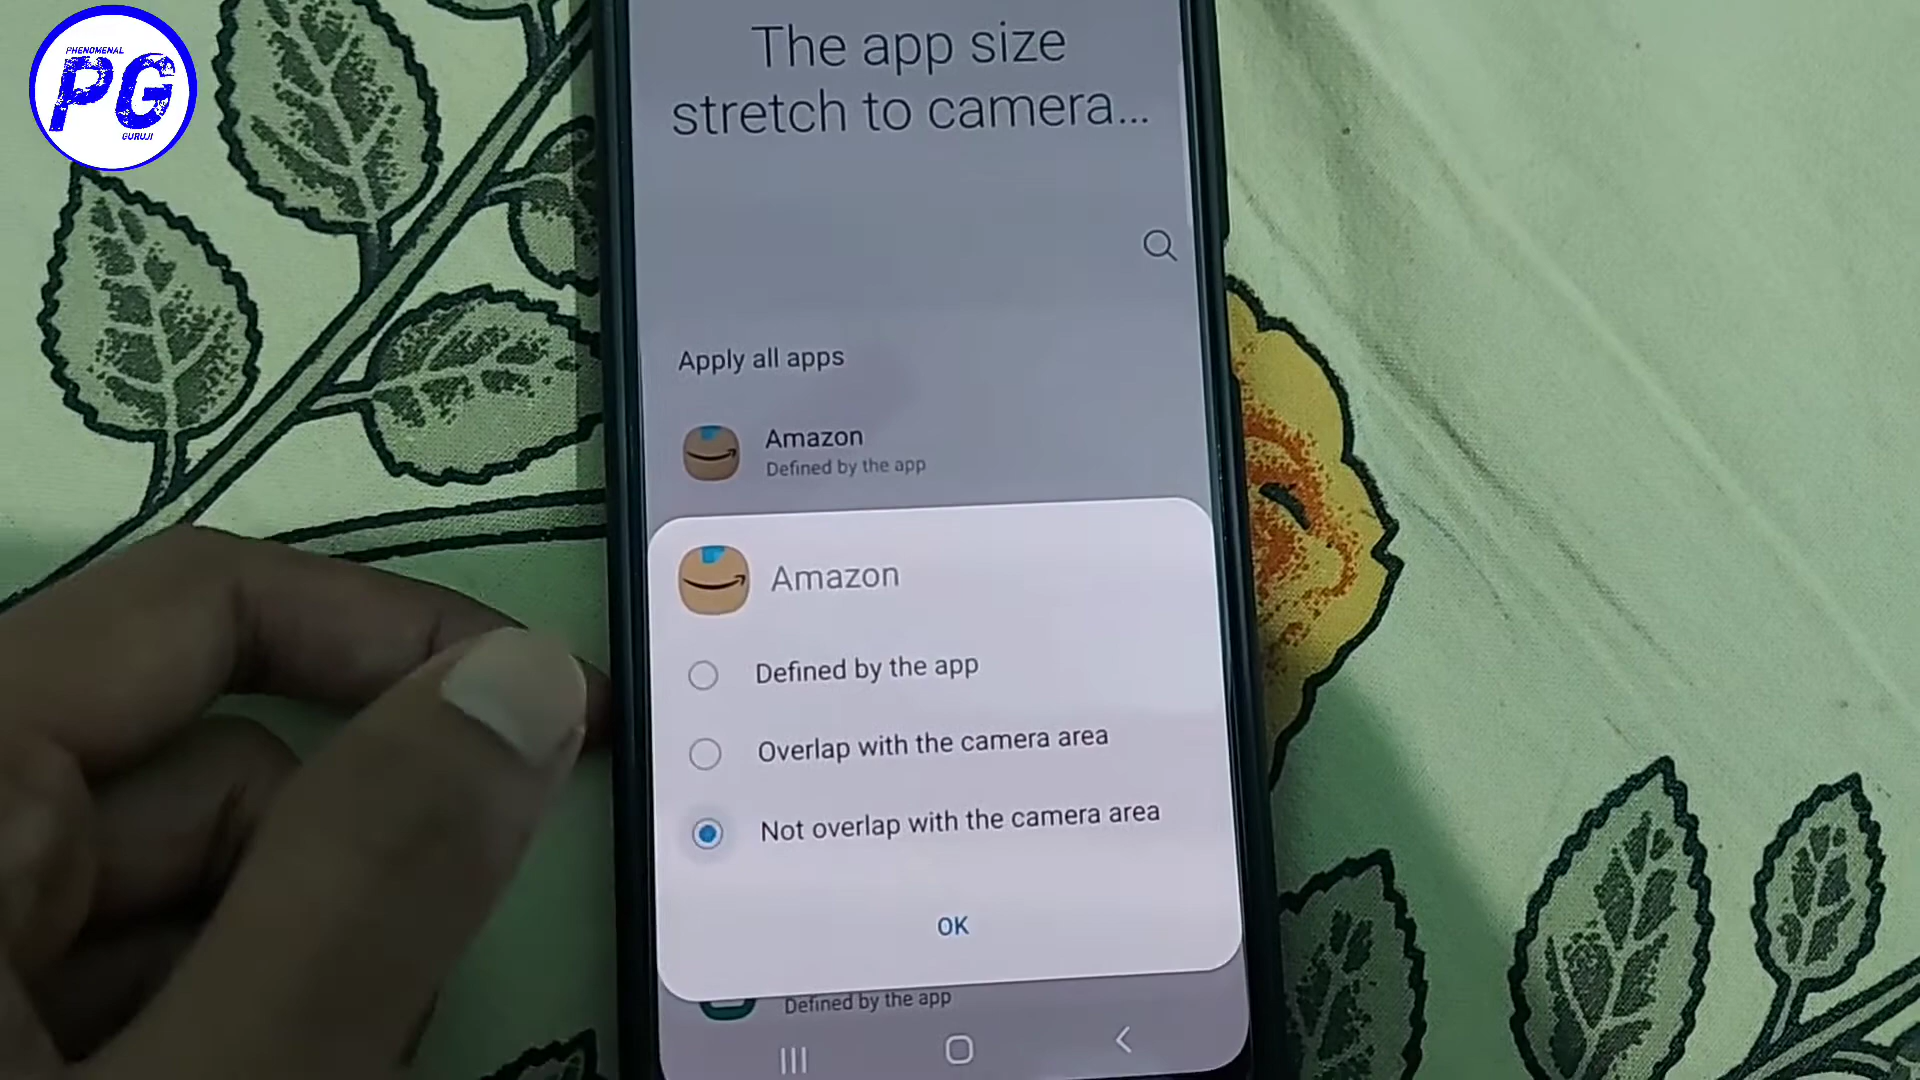 PHENOMENAL
PG
GURUJI
The app size
stretch to camera...
Apply all apps
Amazon
Defined by the app
Amazon
Defined by the app
Overlap with the camera area
Not overlap with the camera area
OK
Defined by the app